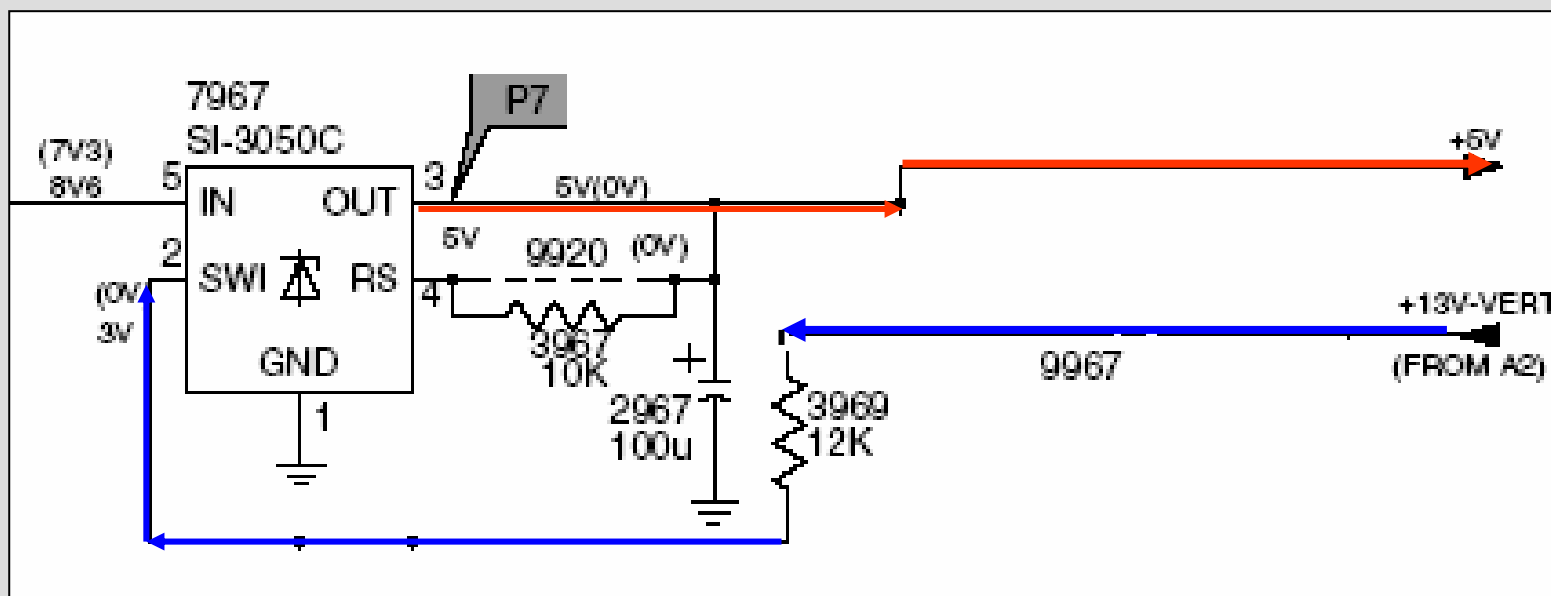 7967
SI-3050C
P7
(7V3)
8V6
5
IN
OUT
3
5V(0V)
+5V
2
SWI
RS
4
5V
9920
(0V)
(0V
3V
3967
10K
GND
1
+
2967
100u
3969
12K
+13V-VERT
9967
(FROM A2)